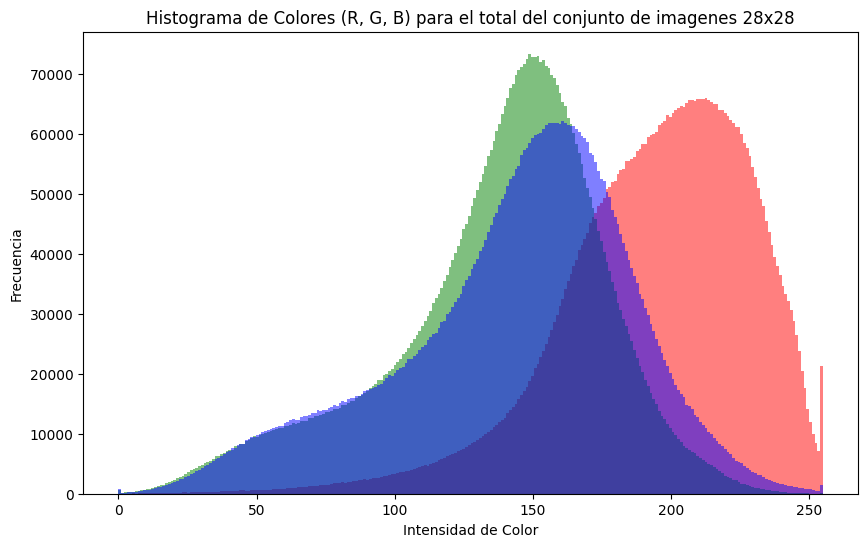 Histograma de Colores (R, G, B) para el total del conjunto de imagenes 28x28
70000
60000
50000
40000
30000
20000
10000
0
Frecuencia
0 50 100 150 200 250
Intensidad de Color